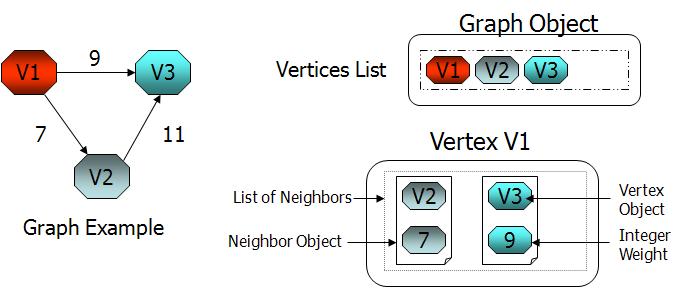 Graph Object
Vertices List
V1 V2 V3
V1
9
V3
7
11
V2
Graph Example
Vertex V1
List of Neighbors
V2
V3
Vertex
Object
Neighbor Object
7
9
Integer
Weight